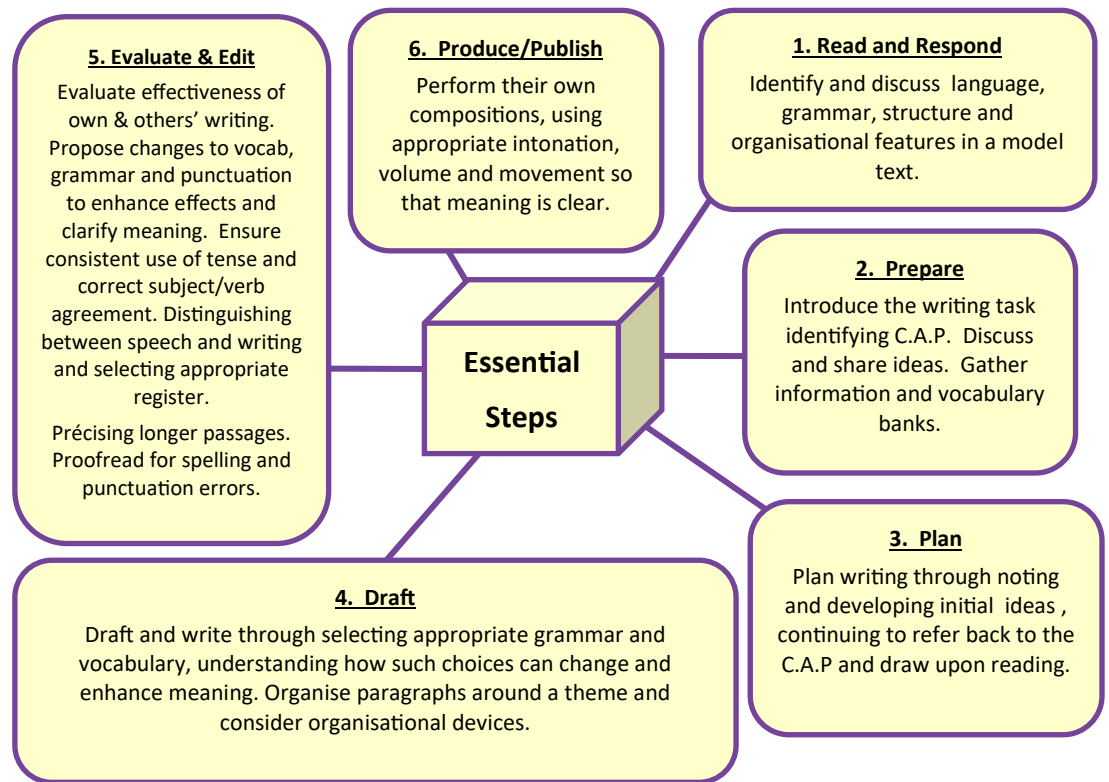 Essential
Steps
1. Read and Respond
Identify and discuss language,
grammar, structure and
organisational features in a model
text.
2. Prepare
Introduce the writing task
identifying C.A.P. Discuss
and share ideas. Gather
information and vocabulary
banks.
3. Plan
Plan writing through noting
and developing initial ideas ,
continuing to refer back to the
C.A.P and draw upon reading.
4. Draft
Draft and write through selecting appropriate grammar and
vocabulary, understanding how such choices can change and
enhance meaning. Organise paragraphs around a theme and
consider organisational devices.
5. Evaluate & Edit
Evaluate effectiveness of
own & others’ writing.
Propose changes to vocab,
grammar and punctuation
to enhance effects and
clarify meaning. Ensure
consistent use of tense and
correct subject/verb
agreement. Distinguishing
between speech and writing
and selecting appropriate
register.
Précising longer passages.
Proofread for spelling and
punctuation errors.
6. Produce/Publish
Perform their own
compositions, using
appropriate intonation,
volume and movement so
that meaning is clear.